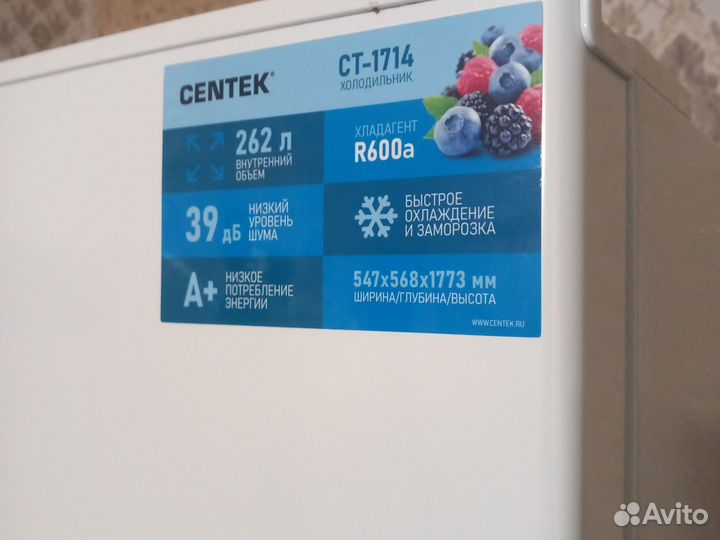 CENTEK®
CT-1714
ХОЛОДИЛЬНИК
262 л
ВНУТРЕННИЙ
ОБЪЕМ
ХЛАДАГЕНТ
R600a
39 дБ
НИЗКИЙ
УРОВЕНЬ
ШУМА
БЫСТРОЕ
ОХЛАЖДЕНИЕ
И ЗАМОРОЗКА
A+
НИЗКОЕ
ПОТРЕБЛЕНИЕ
ЭНЕРГИИ
547x568x1773 мм
ШИРИНА/ГЛУБИНА/ВЫСОТА
WWW.CENTEK.RU
Avito